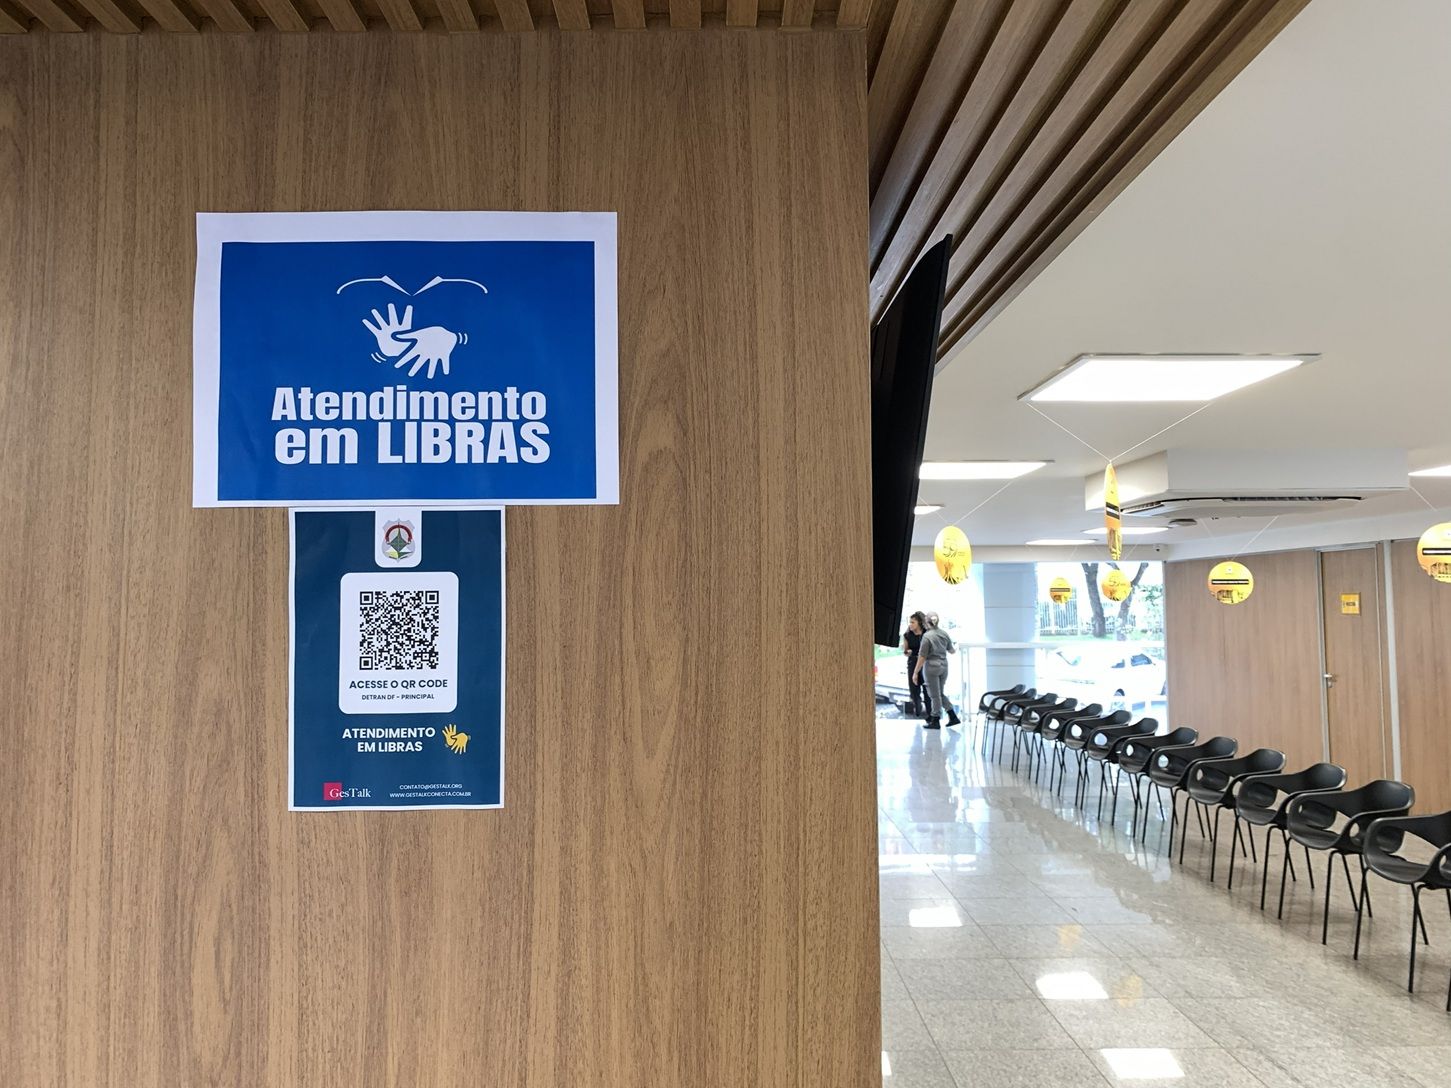 Atendimento
em LIBRAS
ACESSE O QR CODE
DETRAN DF - PRINCIPAL
ATENDIMENTO
EM LIBRAS
GesTalk
CONTATO@GESTALK.ORG
WWW.GESTALKCONECTA.COM.BR